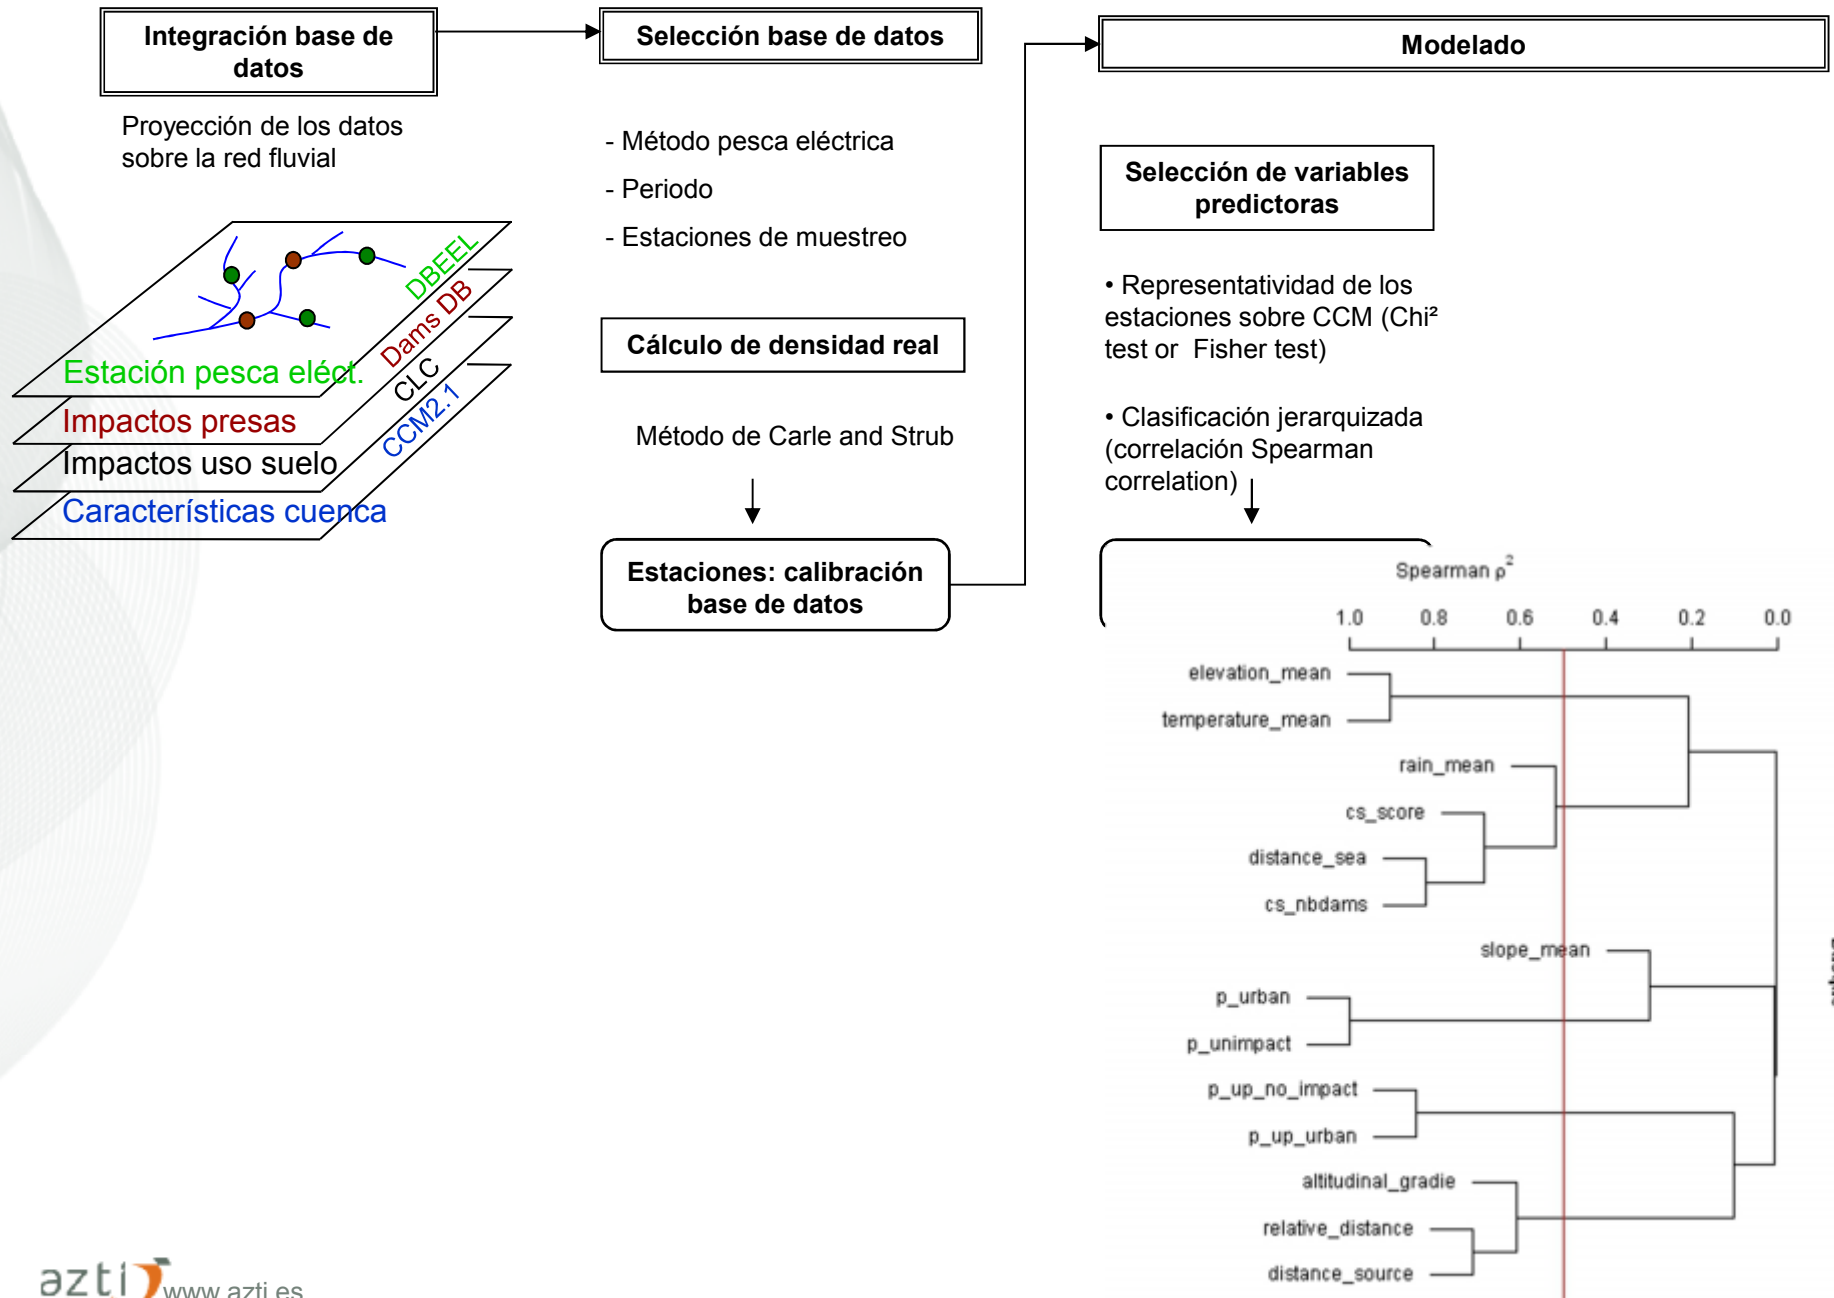 Integración base de
datos
Proyección de los datos
sobre la red fluvial
DBEEL
Dams DB
CLC
CCM2.1
Estación pesca eléct.
Impactos presas
Impactos uso suelo
Características cuenca
Selección base de datos
- Método pesca eléctrica
- Periodo
- Estaciones de muestreo
Cálculo de densidad real
Método de Carle and Strub
Estaciones: calibración
base de datos
Modelado
Selección de variables
predictoras
• Representatividad de los
estaciones sobre CCM (Chi²
test or  Fisher test)
• Clasificación jerarquizada
(correlación Spearman
correlation)
Spearman ρ²
1.0 0.8 0.6 0.4 0.2 0.0
elevation_mean
temperature_mean
rain_mean
cs_score
distance_sea
cs_nbdams
slope_mean
p_urban
p_unimpact
p_up_no_impact
p_up_urban
altitudinal_gradie
relative_distance
distance_source
azti
www.azti.es